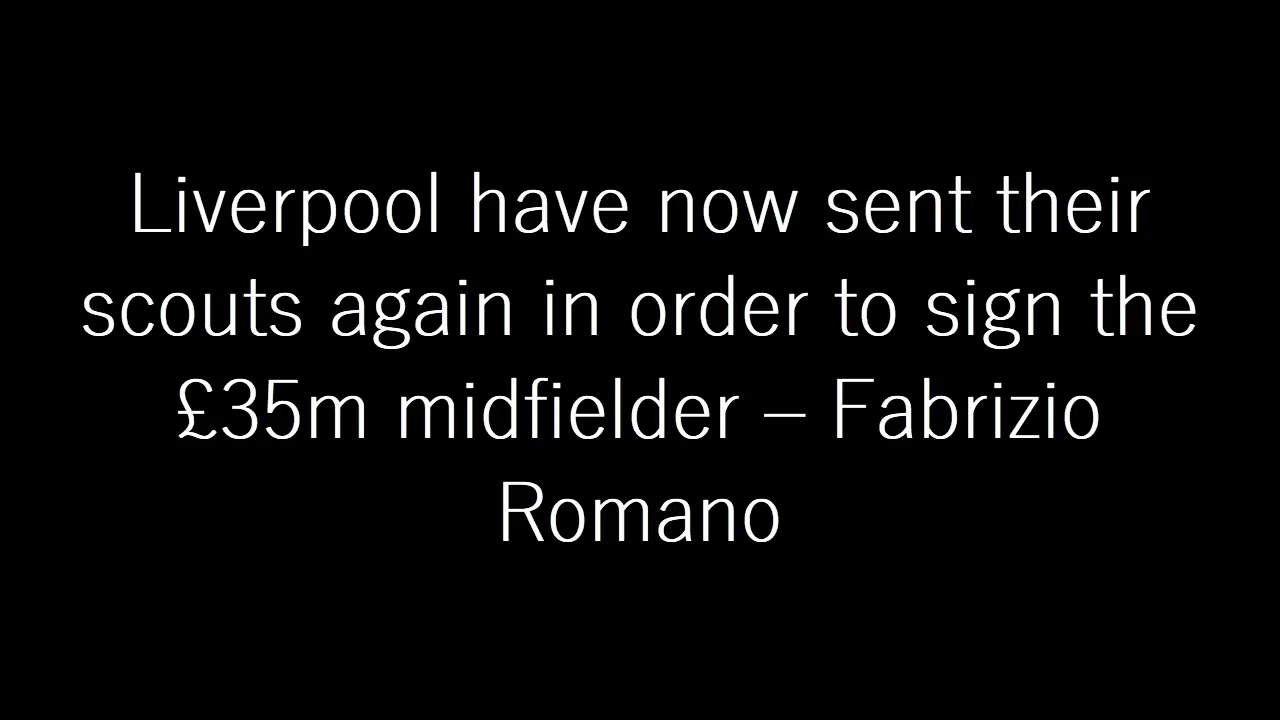 Liverpool have now sent their
scouts again in order to sign the
£35m midfielder – Fabrizio
Romano